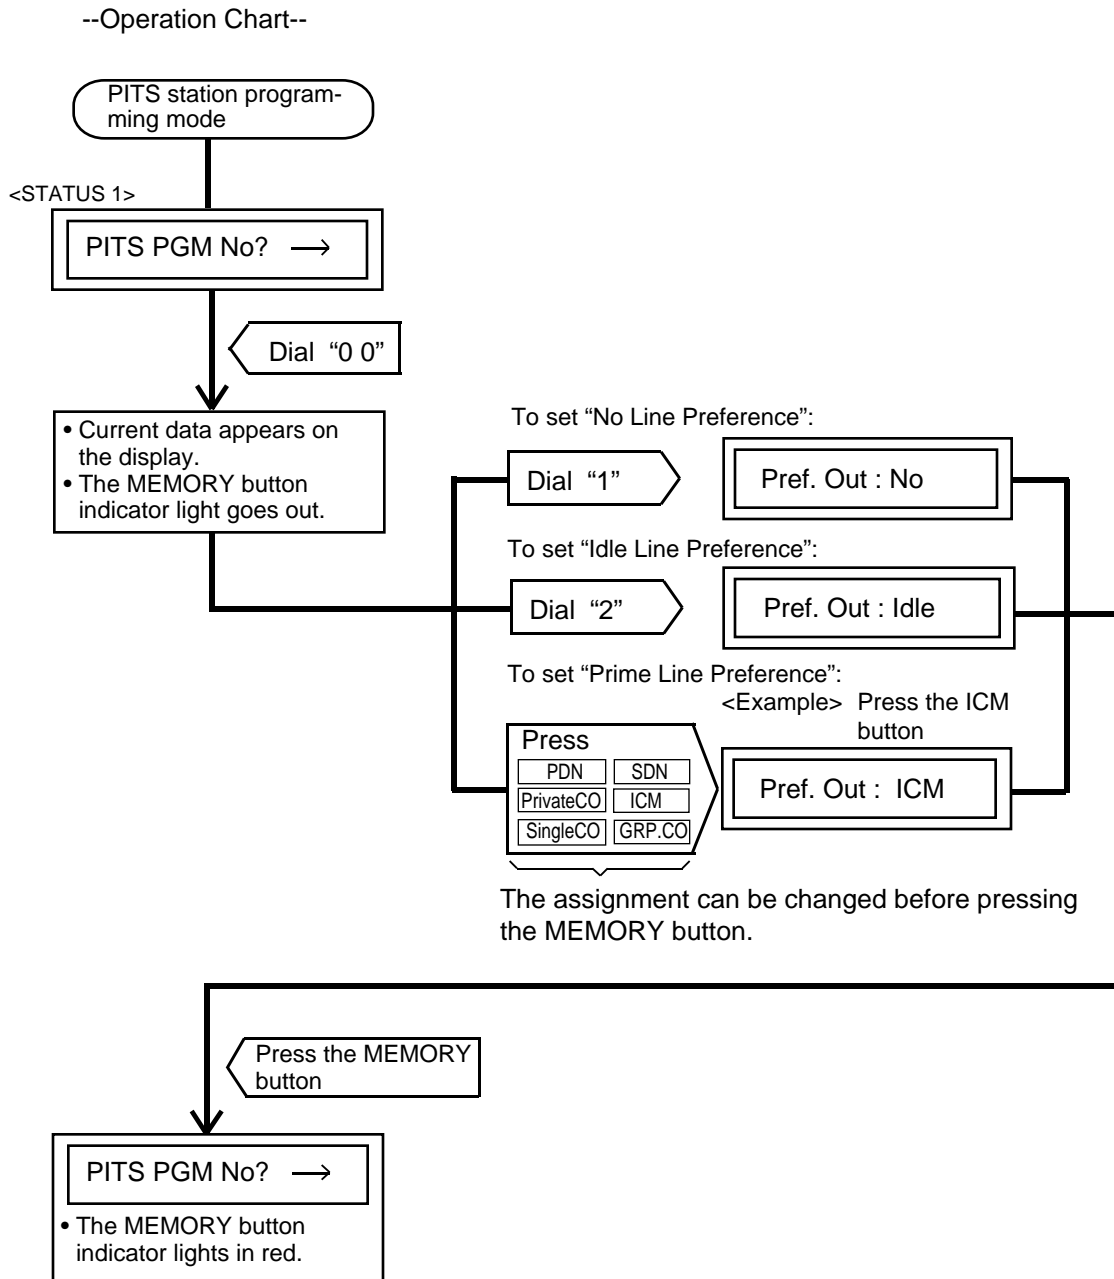 --Operation Chart--
PITS station program-
ming mode
<STATUS 1>
PITS PGM No? →
Dial “0 0”
• Current data appears on
the display.
• The MEMORY button
indicator light goes out.
To set “No Line Preference”:
Dial “1”
Pref. Out : No
To set “Idle Line Preference”:
Dial “2”
Pref. Out : Idle
To set “Prime Line Preference”:
<Example> Press the ICM
button
Press
PDN SDN
PrivateCO ICM
SingleCO GRP.CO
Pref. Out : ICM
The assignment can be changed before pressing
the MEMORY button.
Press the MEMORY
button
PITS PGM No? →
• The MEMORY button
indicator lights in red.